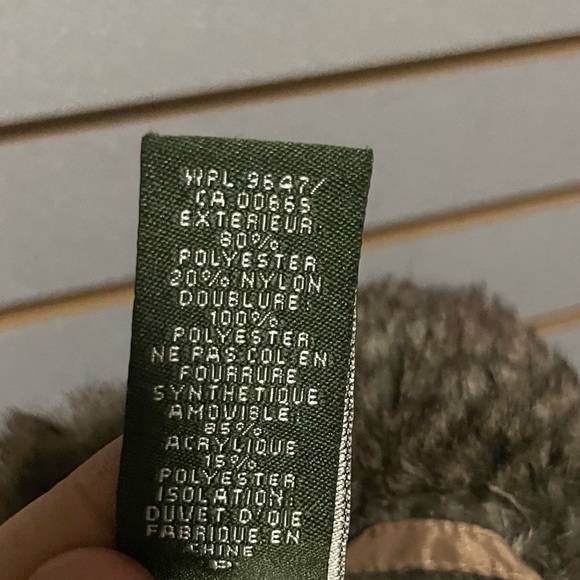 WPL 9647/
CA 00665
EXTERIEUR:
80%
POLYESTER
20% NYLON
DOUBLURE:
100%
POLYESTER
NE PAS COL EN
FOURRURE
SYNTHETIQUE
AMOVIBLE:
85%
ACRYLIQUE
15%
POLYESTER
ISOLATION:
DUVET D'OIE
FABRIQUE EN
CHINE